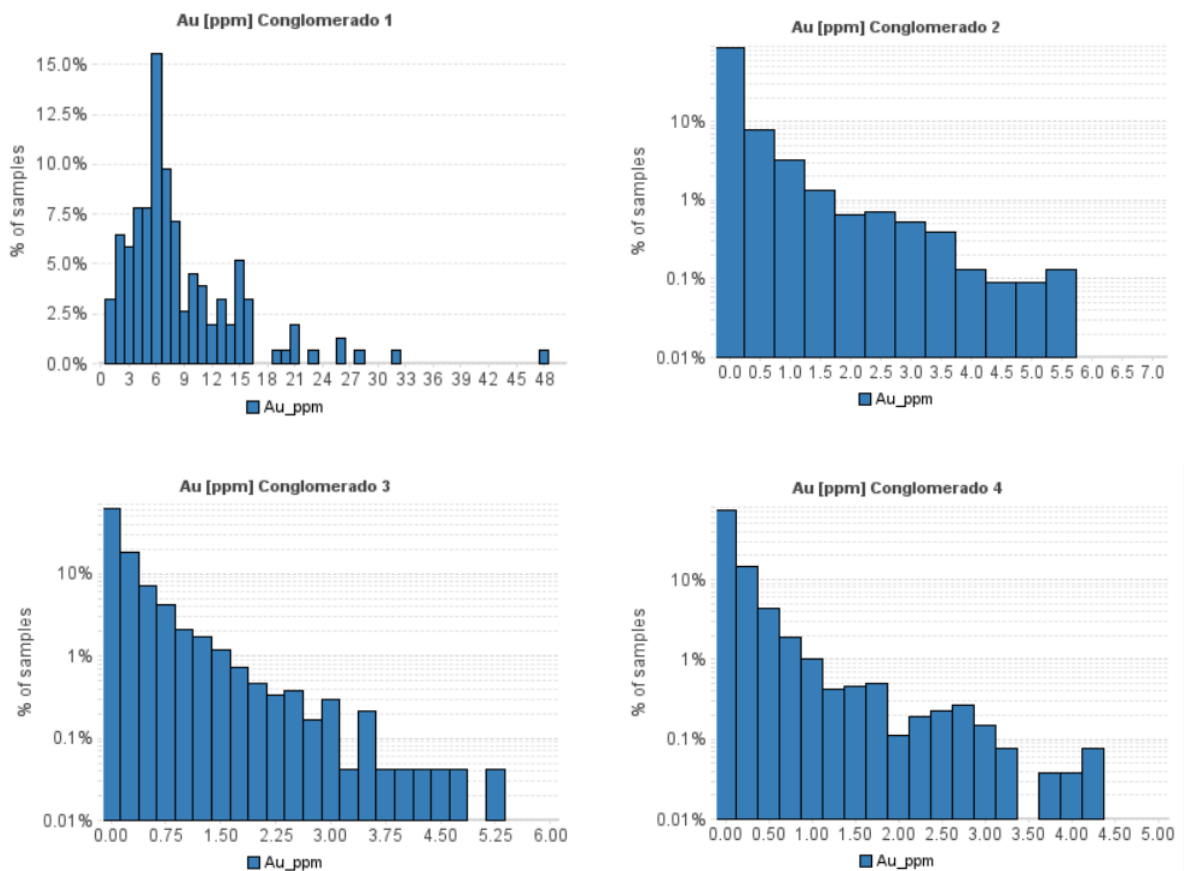 Au [ppm] Conglomerado 1
15.0%
12.5%
10.0%
7.5%
5.0%
2.5%
0.0%
% of samples
0 3 6 9 12 15 18 21 24 27 30 33 36 39 42 45 48
Au_ppm
Au [ppm] Conglomerado 2
10%
1%
0.1%
0.01%
% of samples
0.0 0.5 1.0 1.5 2.0 2.5 3.0 3.5 4.0 4.5 5.0 5.5 6.0 6.5 7.0
Au_ppm
Au [ppm] Conglomerado 3
10%
1%
0.1%
0.01%
% of samples
0.00 0.75 1.50 2.25 3.00 3.75 4.50 5.25 6.00
Au_ppm
Au [ppm] Conglomerado 4
10%
1%
0.1%
0.01%
% of samples
0.00 0.50 1.00 1.50 2.00 2.50 3.00 3.50 4.00 4.50 5.00
Au_ppm